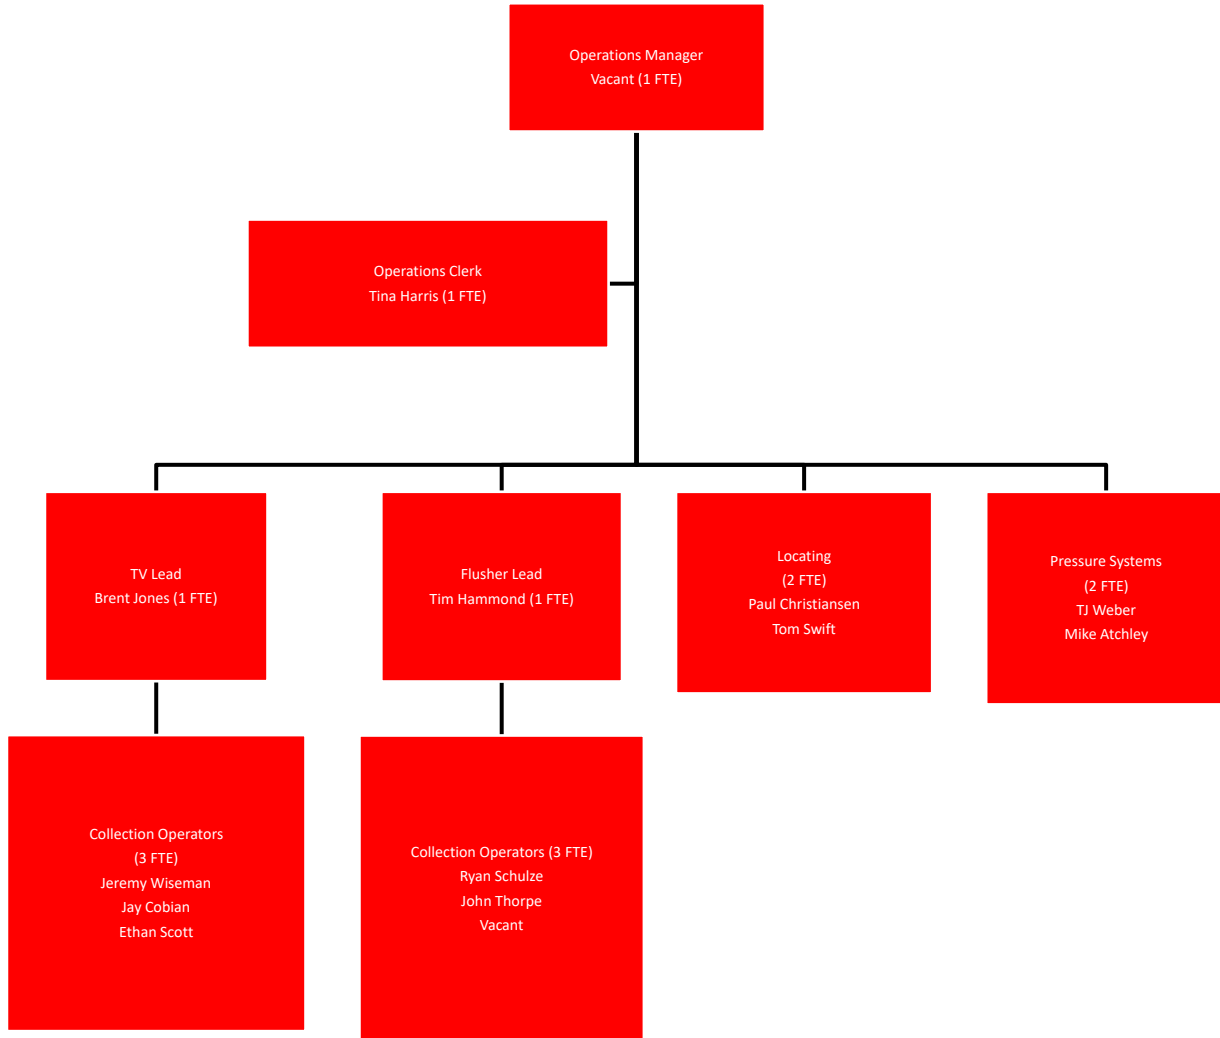 Operations Manager
Vacant (1 FTE)
Operations Clerk
Tina Harris (1 FTE)
TV Lead
Brent Jones (1 FTE)
Flusher Lead
Tim Hammond (1 FTE)
Locating
(2 FTE)
Paul Christiansen
Tom Swift
Pressure Systems
(2 FTE)
TJ Weber
Mike Atchley
Collection Operators
(3 FTE)
Jeremy Wiseman
Jay Cobian
Ethan Scott
Collection Operators (3 FTE)
Ryan Schulze
John Thorpe
Vacant